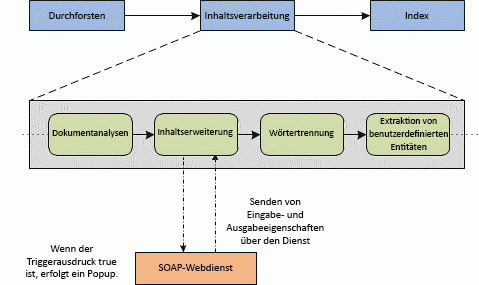 Durchforsten
Inhaltsverarbeitung
Index
Dokumentanalysen
Inhaltserweiterung
Wörtertrennung
Extraktion von
benutzerdefinierten
Entitäten
Senden von
Eingabe- und
Ausgabeeigenschaften
über den Dienst
Wenn der
Triggerausdruck true
ist, erfolgt ein Popup.
SOAP-Webdienst